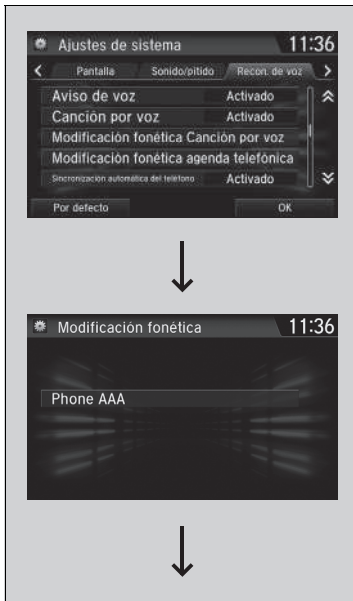 Ajustes de sistema 11:36
Pantalla Sonido/pitido Recon. de voz
Aviso de voz Activado
Canción por voz Activado
Modificación fonética Canción por voz
Modificación fonética agenda telefónica
Sincronización automática del teléfono Activado
Por defecto OK
Modificación fonética 11:36
Phone AAA